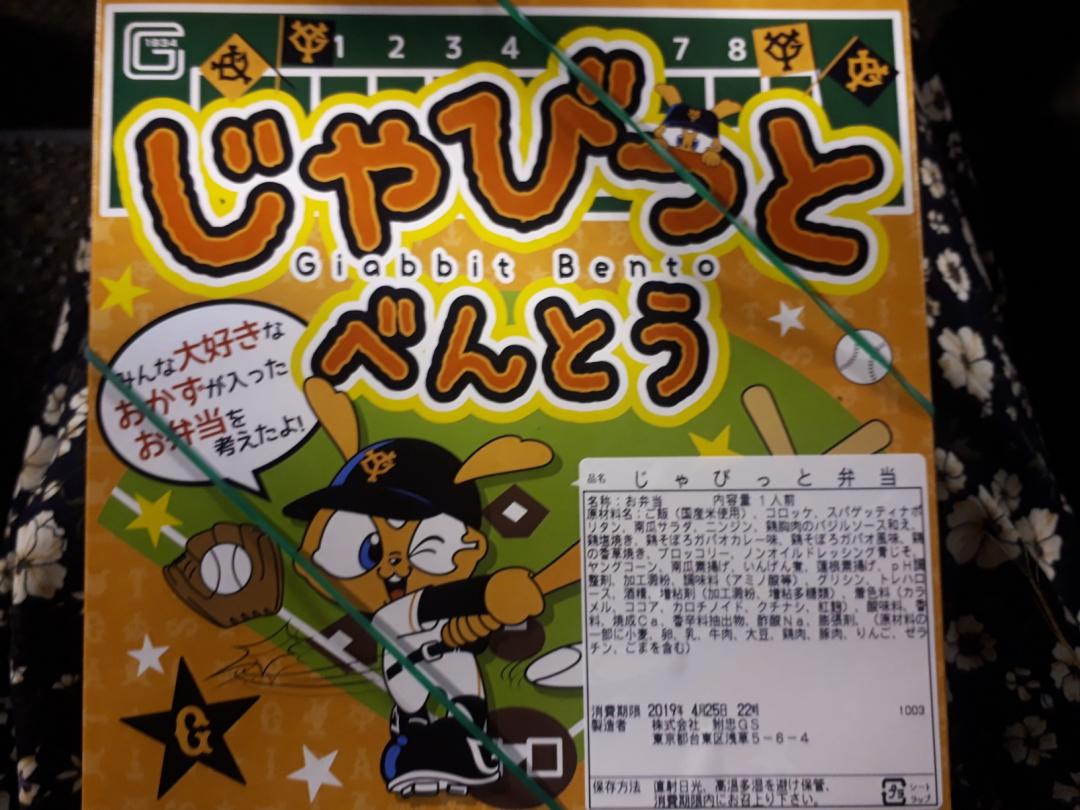 G
1934
YG
YG
1 2 3 4 7 8
YG
YG
じゃびっと
Giabbit Bento
べんとう
みんな大好きな
おかずが入った
お弁当を
考えたよ!
G
品名 じゃびっと弁当
名称:お弁当 内容量1人前
原材料名:ご飯(国産米使用)、コロッケ、スパゲッティナポ
リタン、南瓜サラダ、ニンジン、鶏胸肉のバジルソース和え、
鶏塩焼き、鶏そぼろガパオカレー味、鶏そぼろガパオ風味、鶏
の香草焼き、ブロッコリー、ノンオイルドレッシング青じそ、
ヤングコーン、南瓜素揚げ、いんげん煮、蓮根素揚げ、pH調
整剤、加工澱粉、調味料(アミノ酸等)、グリシン、トレハロ
ース、酒精、増粘剤(加工澱粉、増粘多糖類)着色料(カラ
メル、ココア、カロチノイド、クチナシ、紅麹)酸味料、香
料、焼成Ca、香辛料抽出物、酢酸Na、膨張剤、(原材料の
一部に小麦、卵、乳、牛肉、大豆、鶏肉、豚肉、りんご、ゼラ
チン、ごまを含む)
消費期限 2019年 4月25日 22時 1003
製造者 株式会社 忠GS
東京都台東区浅草5-6-4
保存方法 直射日光、高温多湿を避け保管、
消費期限内にお召上り下さい。
プラ
シート
ラップ